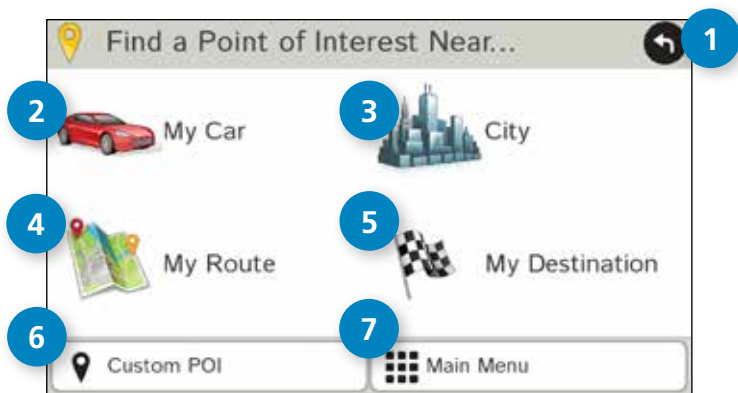 Find a Point of Interest Near...
1
2
My Car
3
City
4
My Route
5
My Destination
6
Custom POI
7
Main Menu